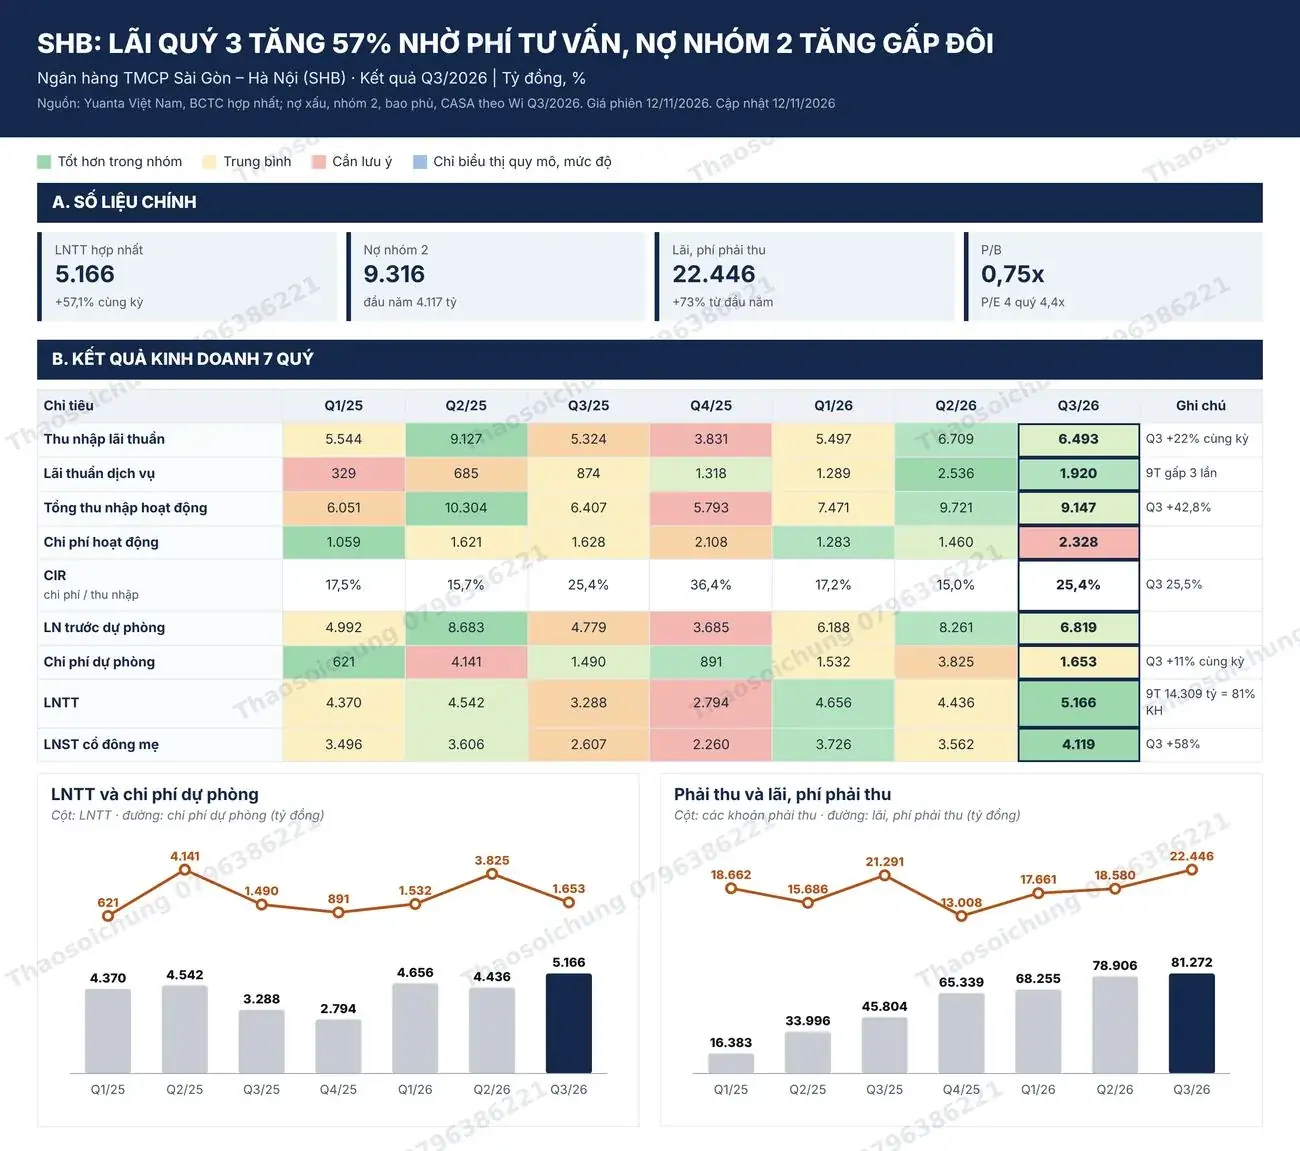 SHB: LÃI QUÝ 3 TĂNG 57% NHỜ PHÍ TƯ VẤN, NỢ NHÓM 2 TĂNG GẤP ĐÔI
Ngân hàng TMCP Sài Gòn – Hà Nội (SHB) · Kết quả Q3/2026 | Tỷ đồng, %
Nguồn: Yuanta Việt Nam, BCTC hợp nhất; nợ xấu, nhóm 2, bao phủ, CASA theo Wi Q3/2026. Giá phiên 12/11/2026. Cập nhật 12/11/2026
Tốt hơn trong nhóm Trung bình Cần lưu ý Chỉ biểu thị quy mô, mức độ
A. SỐ LIỆU CHÍNH
LNTT hợp nhất
5.166
+57,1% cùng kỳ
Nợ nhóm 2
9.316
đầu năm 4.117 tỷ
Lãi, phí phải thu
22.446
+73% từ đầu năm
P/B
0,75x
P/E 4 quý 4,4x
B. KẾT QUẢ KINH DOANH 7 QUÝ
Chỉ tiêu Q1/25 Q2/25 Q3/25 Q4/25 Q1/26 Q2/26 Q3/26 Ghi chú
Thu nhập lãi thuần 5.544 9.127 5.324 3.831 5.497 6.709 6.493 Q3 +22% cùng kỳ
Lãi thuần dịch vụ 329 685 874 1.318 1.289 2.536 1.920 9T gấp 3 lần
Tổng thu nhập hoạt động 6.051 10.304 6.407 5.793 7.471 9.721 9.147 Q3 +42,8%
Chi phí hoạt động 1.059 1.621 1.628 2.108 1.283 1.460 2.328
CIR
chi phí / thu nhập
17,5% 15,7% 25,4% 36,4% 17,2% 15,0% 25,4% Q3 25,5%
LN trước dự phòng 4.992 8.683 4.779 3.685 6.188 8.261 6.819
Chi phí dự phòng 621 4.141 1.490 891 1.532 3.825 1.653 Q3 +11% cùng kỳ
LNTT 4.370 4.542 3.288 2.794 4.656 4.436 5.166 9T 14.309 tỷ = 81%
KH
LNST cổ đông mẹ 3.496 3.606 2.607 2.260 3.726 3.562 4.119 Q3 +58%
LNTT và chi phí dự phòng
Cột: LNTT · đường: chi phí dự phòng (tỷ đồng)
621 4.141 1.490 891 1.532 3.825 1.653
4.370 4.542 3.288 2.794 4.656 4.436 5.166
Q1/25 Q2/25 Q3/25 Q4/25 Q1/26 Q2/26 Q3/26
Phải thu và lãi, phí phải thu
Cột: các khoản phải thu · đường: lãi, phí phải thu (tỷ đồng)
18.662 15.686 21.291 13.008 17.661 18.580 22.446
16.383 33.996 45.804 65.339 68.255 78.906 81.272
Q1/25 Q2/25 Q3/25 Q4/25 Q1/26 Q2/26 Q3/26
Thaosoichung 0796386221